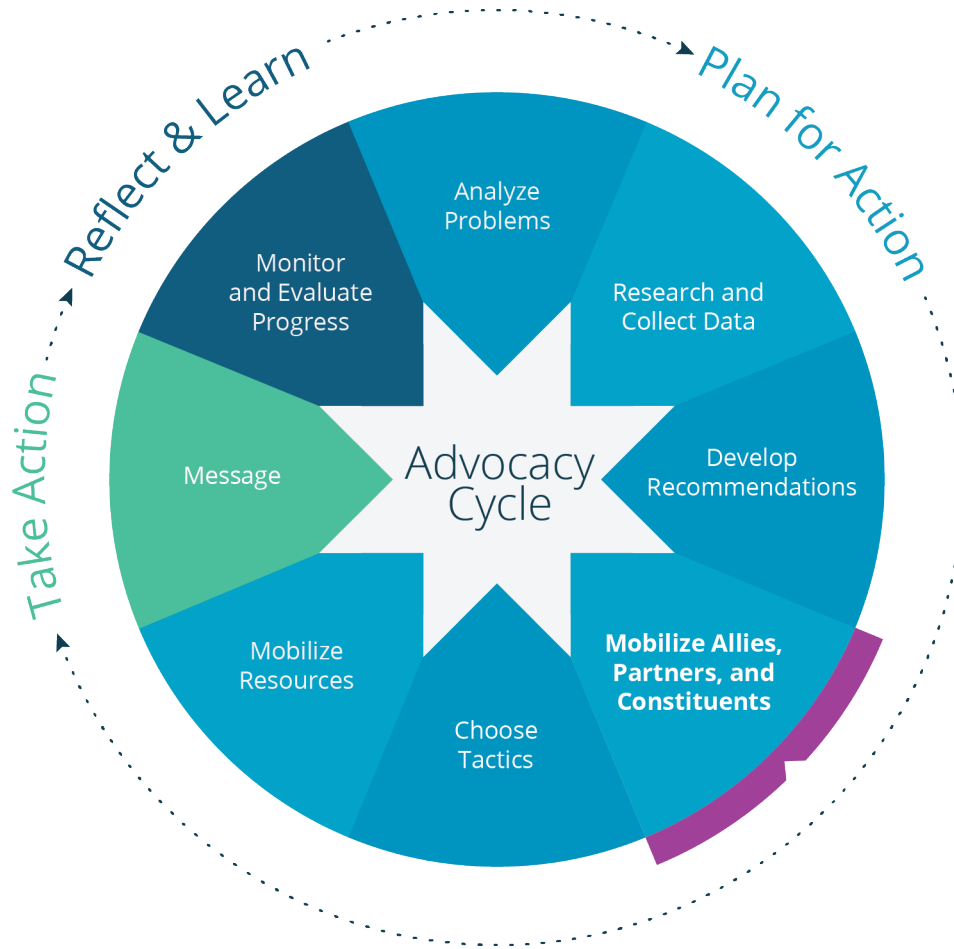 Reflect & Learn
Plan for Action
Take Action
Analyze
Problems
Research and
Collect Data
Develop
Recommendations
Mobilize Allies,
Partners, and
Constituents
Choose
Tactics
Mobilize
Resources
Message
Monitor
and Evaluate
Progress
Advocacy
Cycle